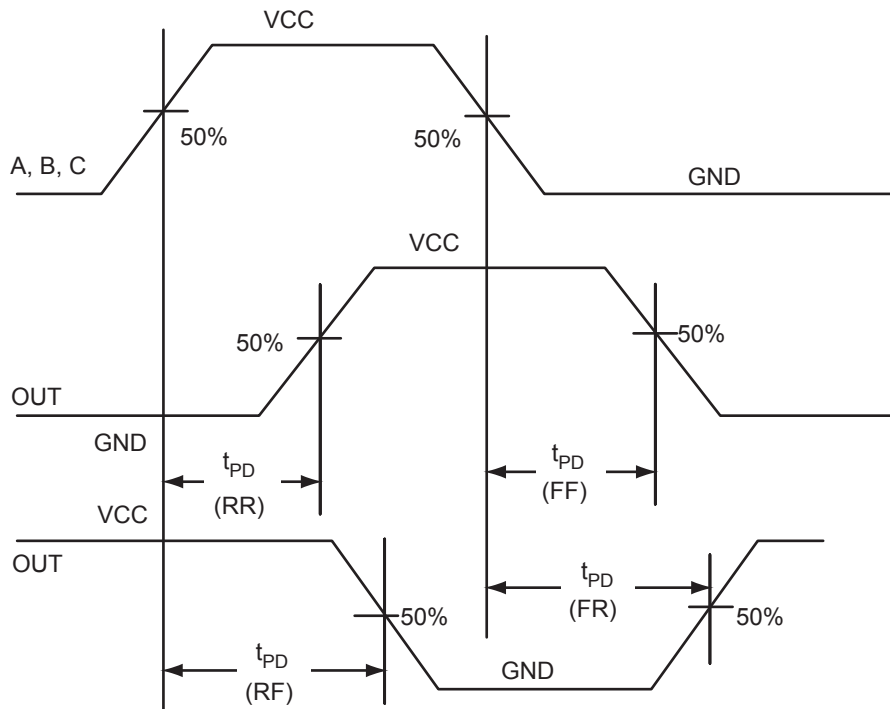 VCC
50%
50%
A, B, C
GND
VCC
50%
50%
OUT
GND
tPD
(RR)
tPD
(FF)
VCC
OUT
tPD
(FR)
50%
50%
tPD
(RF)
GND